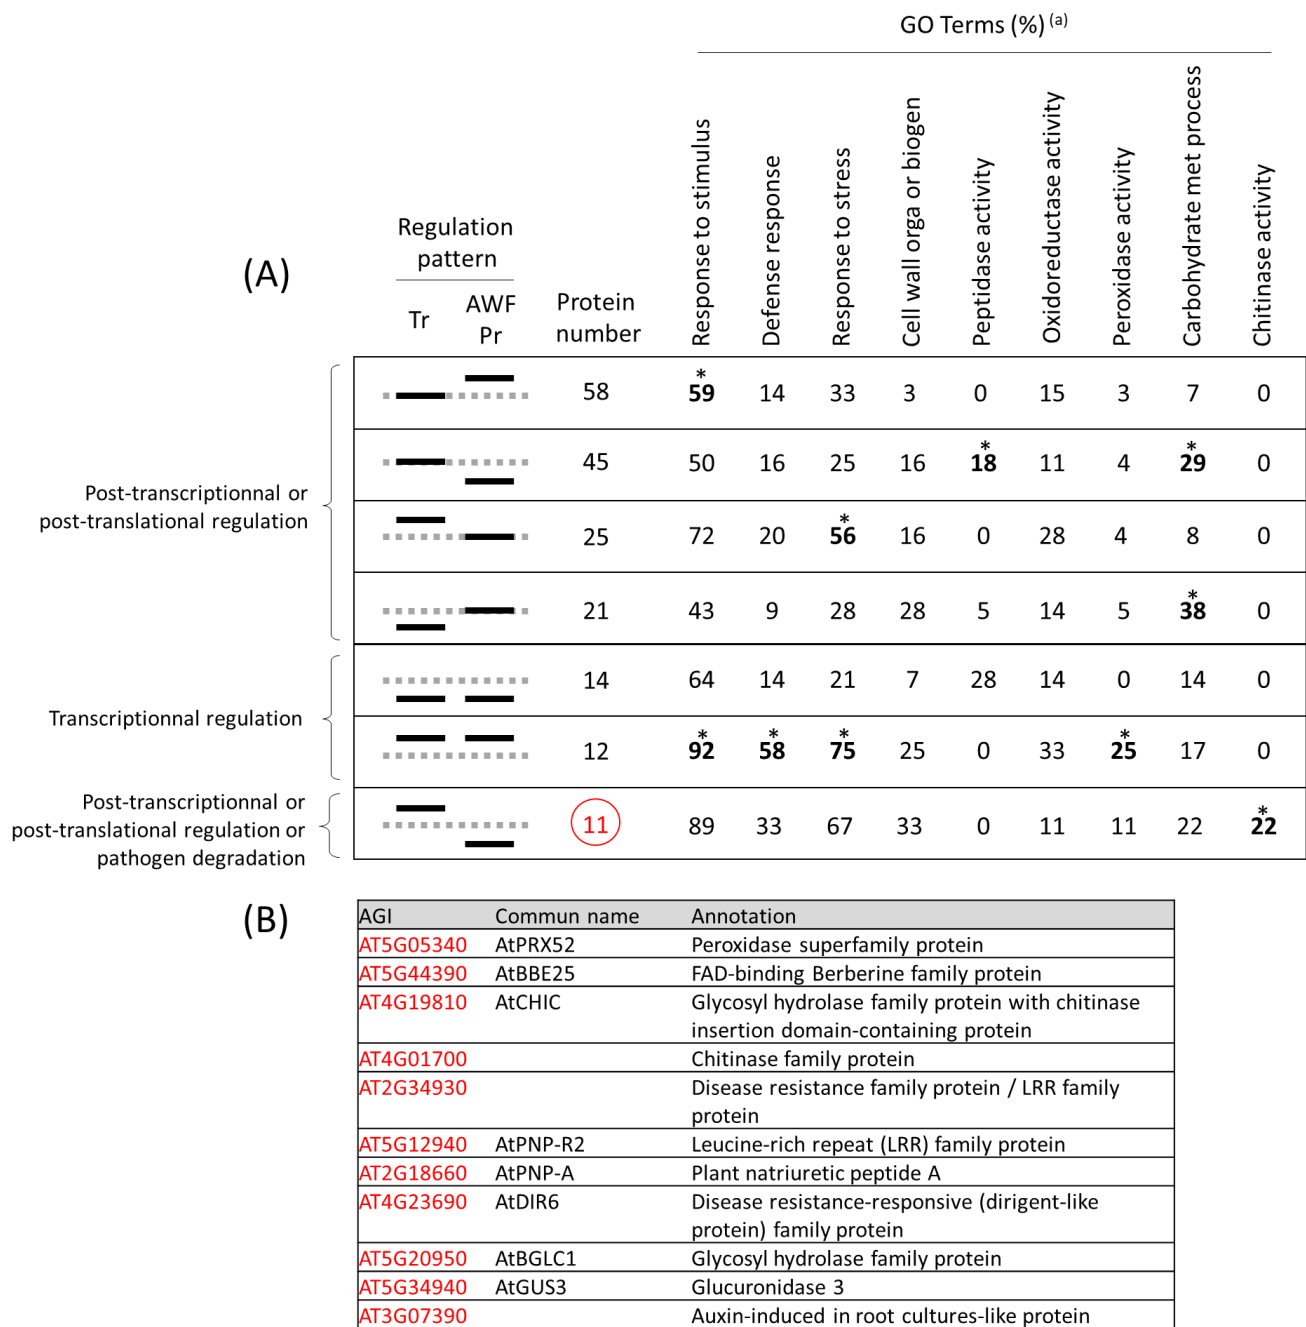 GO Terms (%) (a)
Response to stimulus
Defense response
Response to stress
Cell wall orga or biogen
Peptidase activity
Oxidoreductase activity
Peroxidase activity
Carbohydrate met process
Chitinase activity
(A)
Regulation
pattern
Tr
AWF
Pr
Protein
number
58 *59 14 33 3 0 15 3 7 0
45 50 16 25 16 *18 11 4 *29 0
Post-transcriptionnal or
post-translational regulation
25 72 20 *56 16 0 28 4 8 0
21 43 9 28 28 5 14 5 *38 0
14 64 14 21 7 28 14 0 14 0
Transcriptionnal regulation
12 *92 *58 *75 25 0 33 *25 17 0
Post-transcriptionnal or
post-translational regulation or
pathogen degradation
11 89 33 67 33 0 11 11 22 *22
(B)
AGI Commun name Annotation
AT5G05340 AtPRX52 Peroxidase superfamily protein
AT5G44390 AtBBE25 FAD-binding Berberine family protein
AT4G19810 AtCHIC Glycosyl hydrolase family protein with chitinase
insertion domain-containing protein
AT4G01700 Chitinase family protein
AT2G34930 Disease resistance family protein / LRR family
protein
AT5G12940 AtPNP-R2 Leucine-rich repeat (LRR) family protein
AT2G18660 AtPNP-A Plant natriuretic peptide A
AT4G23690 AtDIR6 Disease resistance-responsive (dirigent-like
protein) family protein
AT5G20950 AtBGLC1 Glycosyl hydrolase family protein
AT5G34940 AtGUS3 Glucuronidase 3
AT3G07390 Auxin-induced in root cultures-like protein